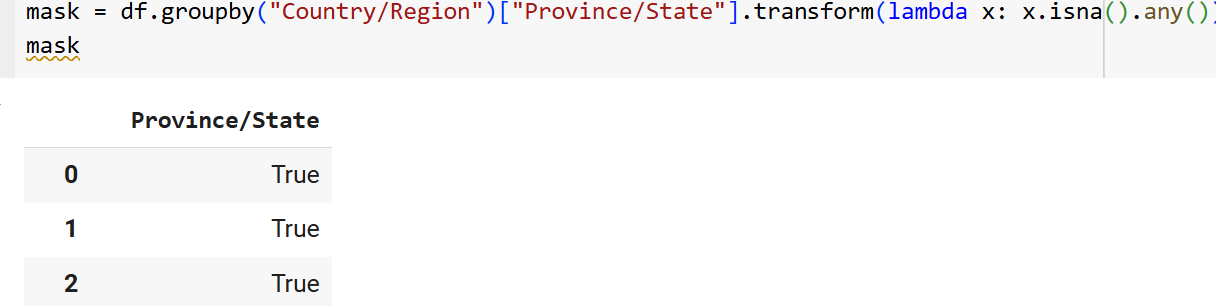 mask = df.groupby("Country/Region")["Province/State"].transform(lambda x: x.isna().any())
mask
Province/State
0 True
1 True
2 True